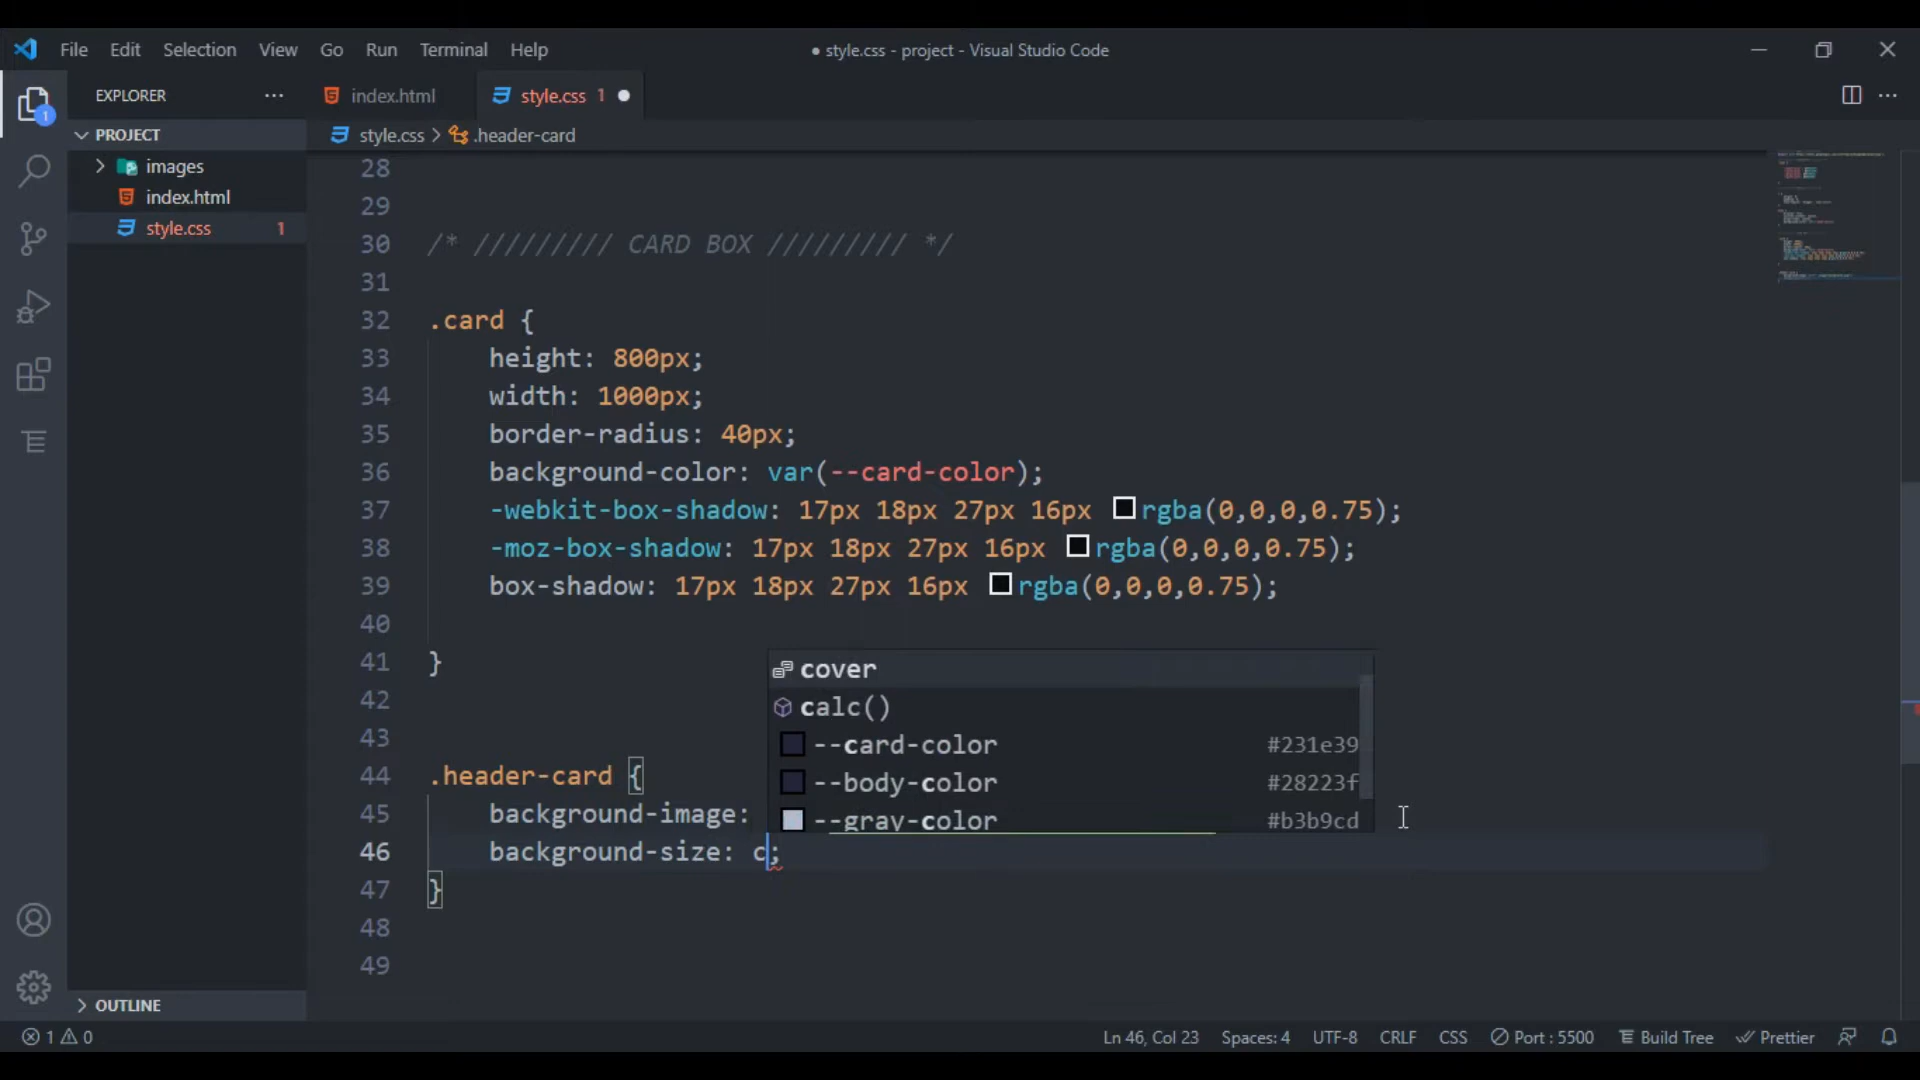 File Edit Selection View Go Run Terminal Help
● style.css - project - Visual Studio Code
EXPLORER ···
index.html
style.css 1 ●
PROJECT
images
index.html
style.css 1
OUTLINE
1
style.css > .header-card
28
29
30 /* ///////// CARD BOX ///////// */
31
32 .card {
33 height: 800px;
34 width: 1000px;
35 border-radius: 40px;
36 background-color: var(--card-color);
37 -webkit-box-shadow: 17px 18px 27px 16px rgba(0,0,0,0.75);
38 -moz-box-shadow: 17px 18px 27px 16px rgba(0,0,0,0.75);
39 box-shadow: 17px 18px 27px 16px rgba(0,0,0,0.75);
40
41 }
42
43
44 .header-card {
45 background-image:
46 background-size: c;
47 }
48
49
cover
calc()
--card-color #231e39
--body-color #28223f
--gray-color #b3b9cd
1 0
Ln 46, Col 23 Spaces: 4 UTF-8 CRLF CSS Port : 5500 Build Tree Prettier